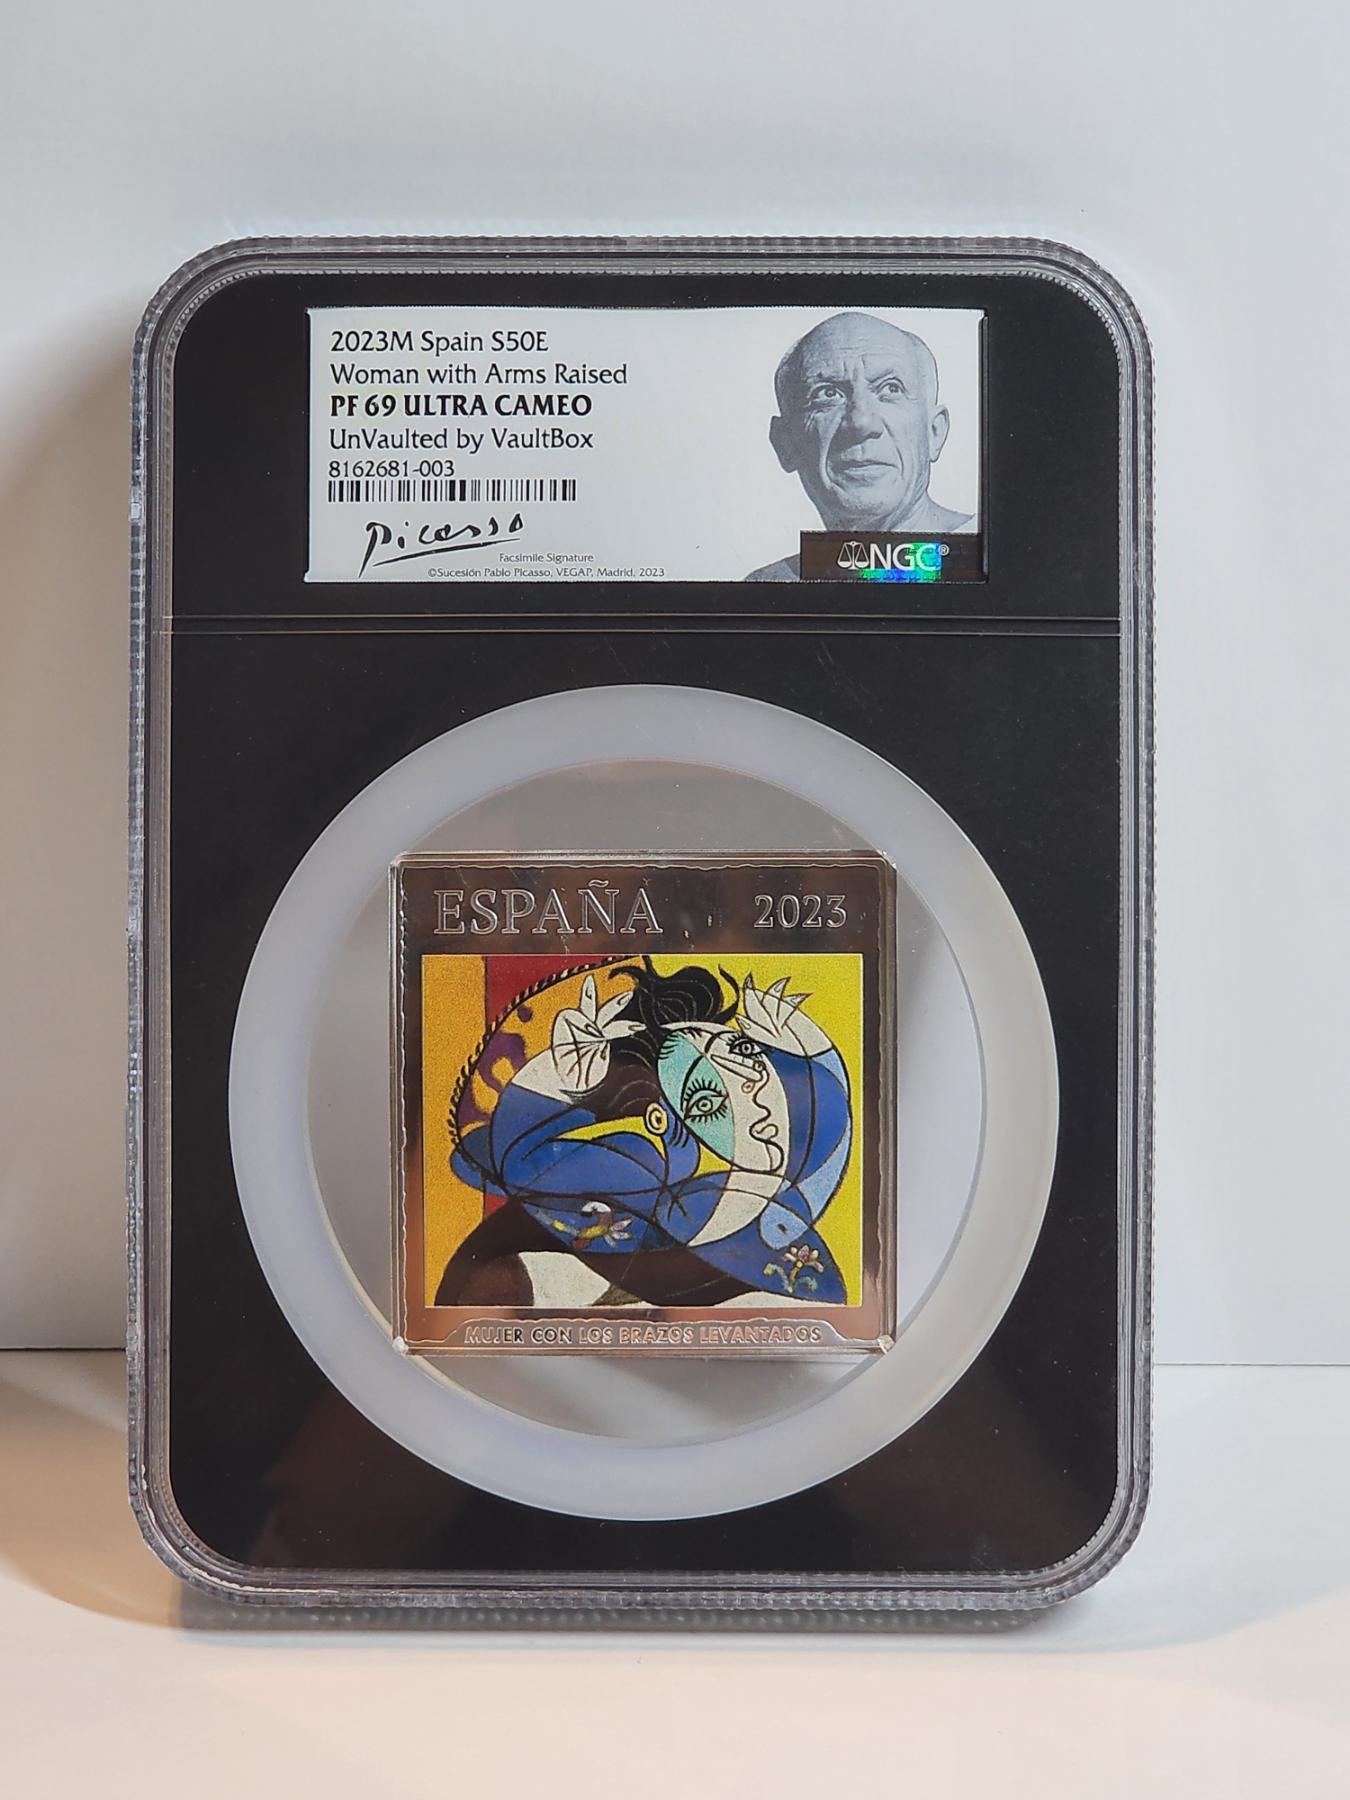 2023M Spain S50E
Woman with Arms Raised
PF 69 ULTRA CAMEO
UnVaulted by VaultBox
8162681-003
Picasso
Facsimile Signature
©Sucesión Pablo Picasso, VEGAP, Madrid, 2023
NGC®
ESPAÑA 2023
MUJER CON LOS BRAZOS LEVANTADOS